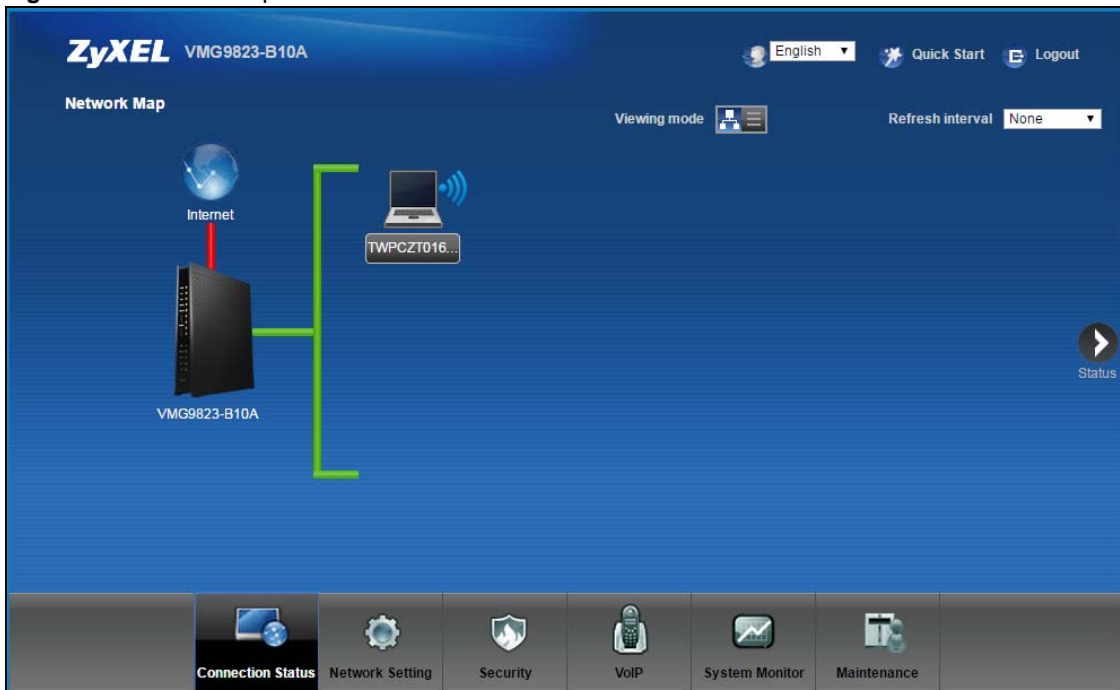 ZyXEL VMG9823-B10A
English
Quick Start
Logout
Network Map
Viewing mode
Refresh interval None
Internet
TWPCZT016...
VMG9823-B10A
Status
Connection Status
Network Setting
Security
VoIP
System Monitor
Maintenance